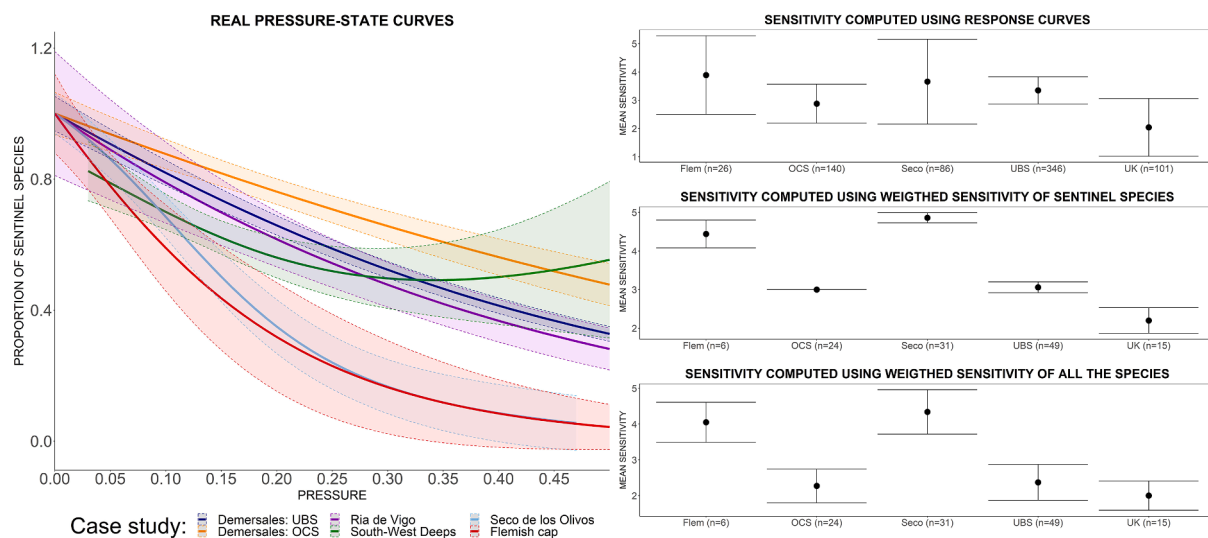 REAL PRESSURE-STATE CURVES
PROPORTION OF SENTINEL SPECIES
1.2
0.8
0.4
0.0
0.00 0.05 0.10 0.15 0.20 0.25 0.30 0.35 0.40 0.45
PRESSURE
Case study:
Demersales: UBS
Demersales: OCS
Ria de Vigo
South-West Deeps
Seco de los Olivos
Flemish cap
SENSITIVITY COMPUTED USING RESPONSE CURVES
MEAN SENSITIVITY
5
4
3
2
1
Flem (n=26) OCS (n=140) Seco (n=86) UBS (n=346) UK (n=101)
SENSITIVITY COMPUTED USING WEIGTHED SENSITIVITY OF SENTINEL SPECIES
MEAN SENSITIVITY
5
4
3
2
Flem (n=6) OCS (n=24) Seco (n=31) UBS (n=49) UK (n=15)
SENSITIVITY COMPUTED USING WEIGTHED SENSITIVITY OF ALL THE SPECIES
MEAN SENSITIVITY
5
4
3
2
Flem (n=6) OCS (n=24) Seco (n=31) UBS (n=49) UK (n=15)